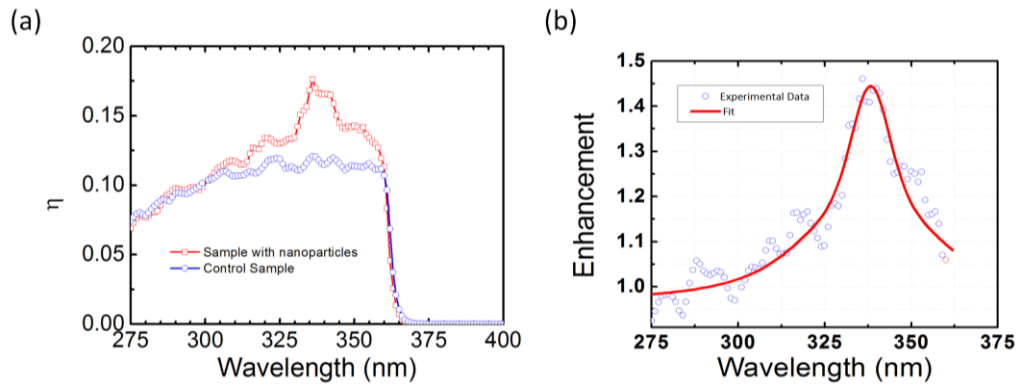 (a)
0.20
0.15
0.10
0.05
0.00
η
Sample with nanoparticles
Control Sample
275 300 325 350 375 400
Wavelength (nm)
(b)
1.5
1.4
1.3
1.2
1.1
1.0
Enhancement
Experimental Data
Fit
275 300 325 350 375
Wavelength (nm)